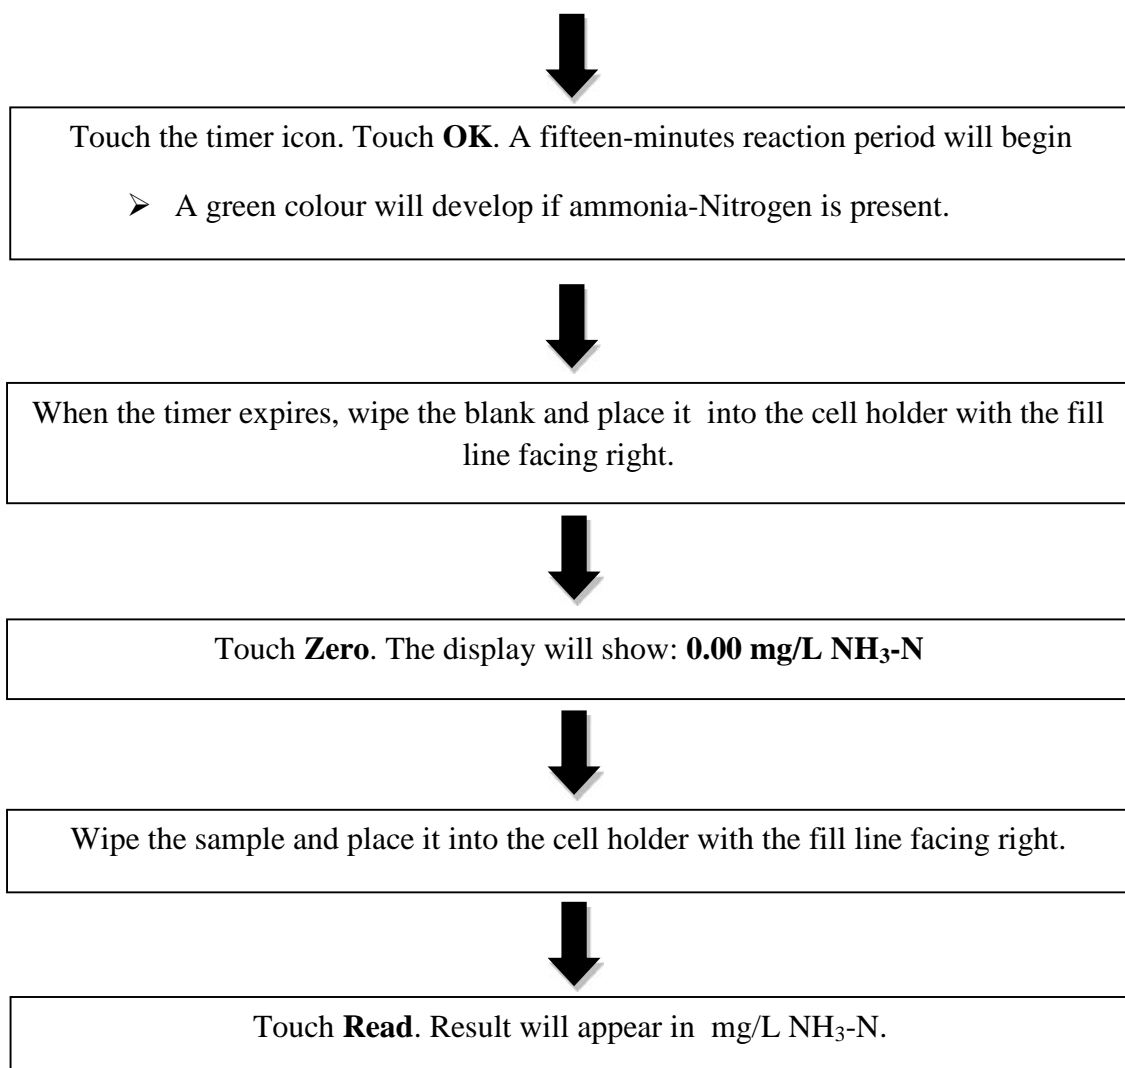 Touch the timer icon. Touch OK. A fifteen-minutes reaction period will begin
➢ A green colour will develop if ammonia-Nitrogen is present.
When the timer expires, wipe the blank and place it into the cell holder with the fill
line facing right.
Touch Zero. The display will show: 0.00 mg/L NH₃-N
Wipe the sample and place it into the cell holder with the fill line facing right.
Touch Read. Result will appear in mg/L NH₃-N.